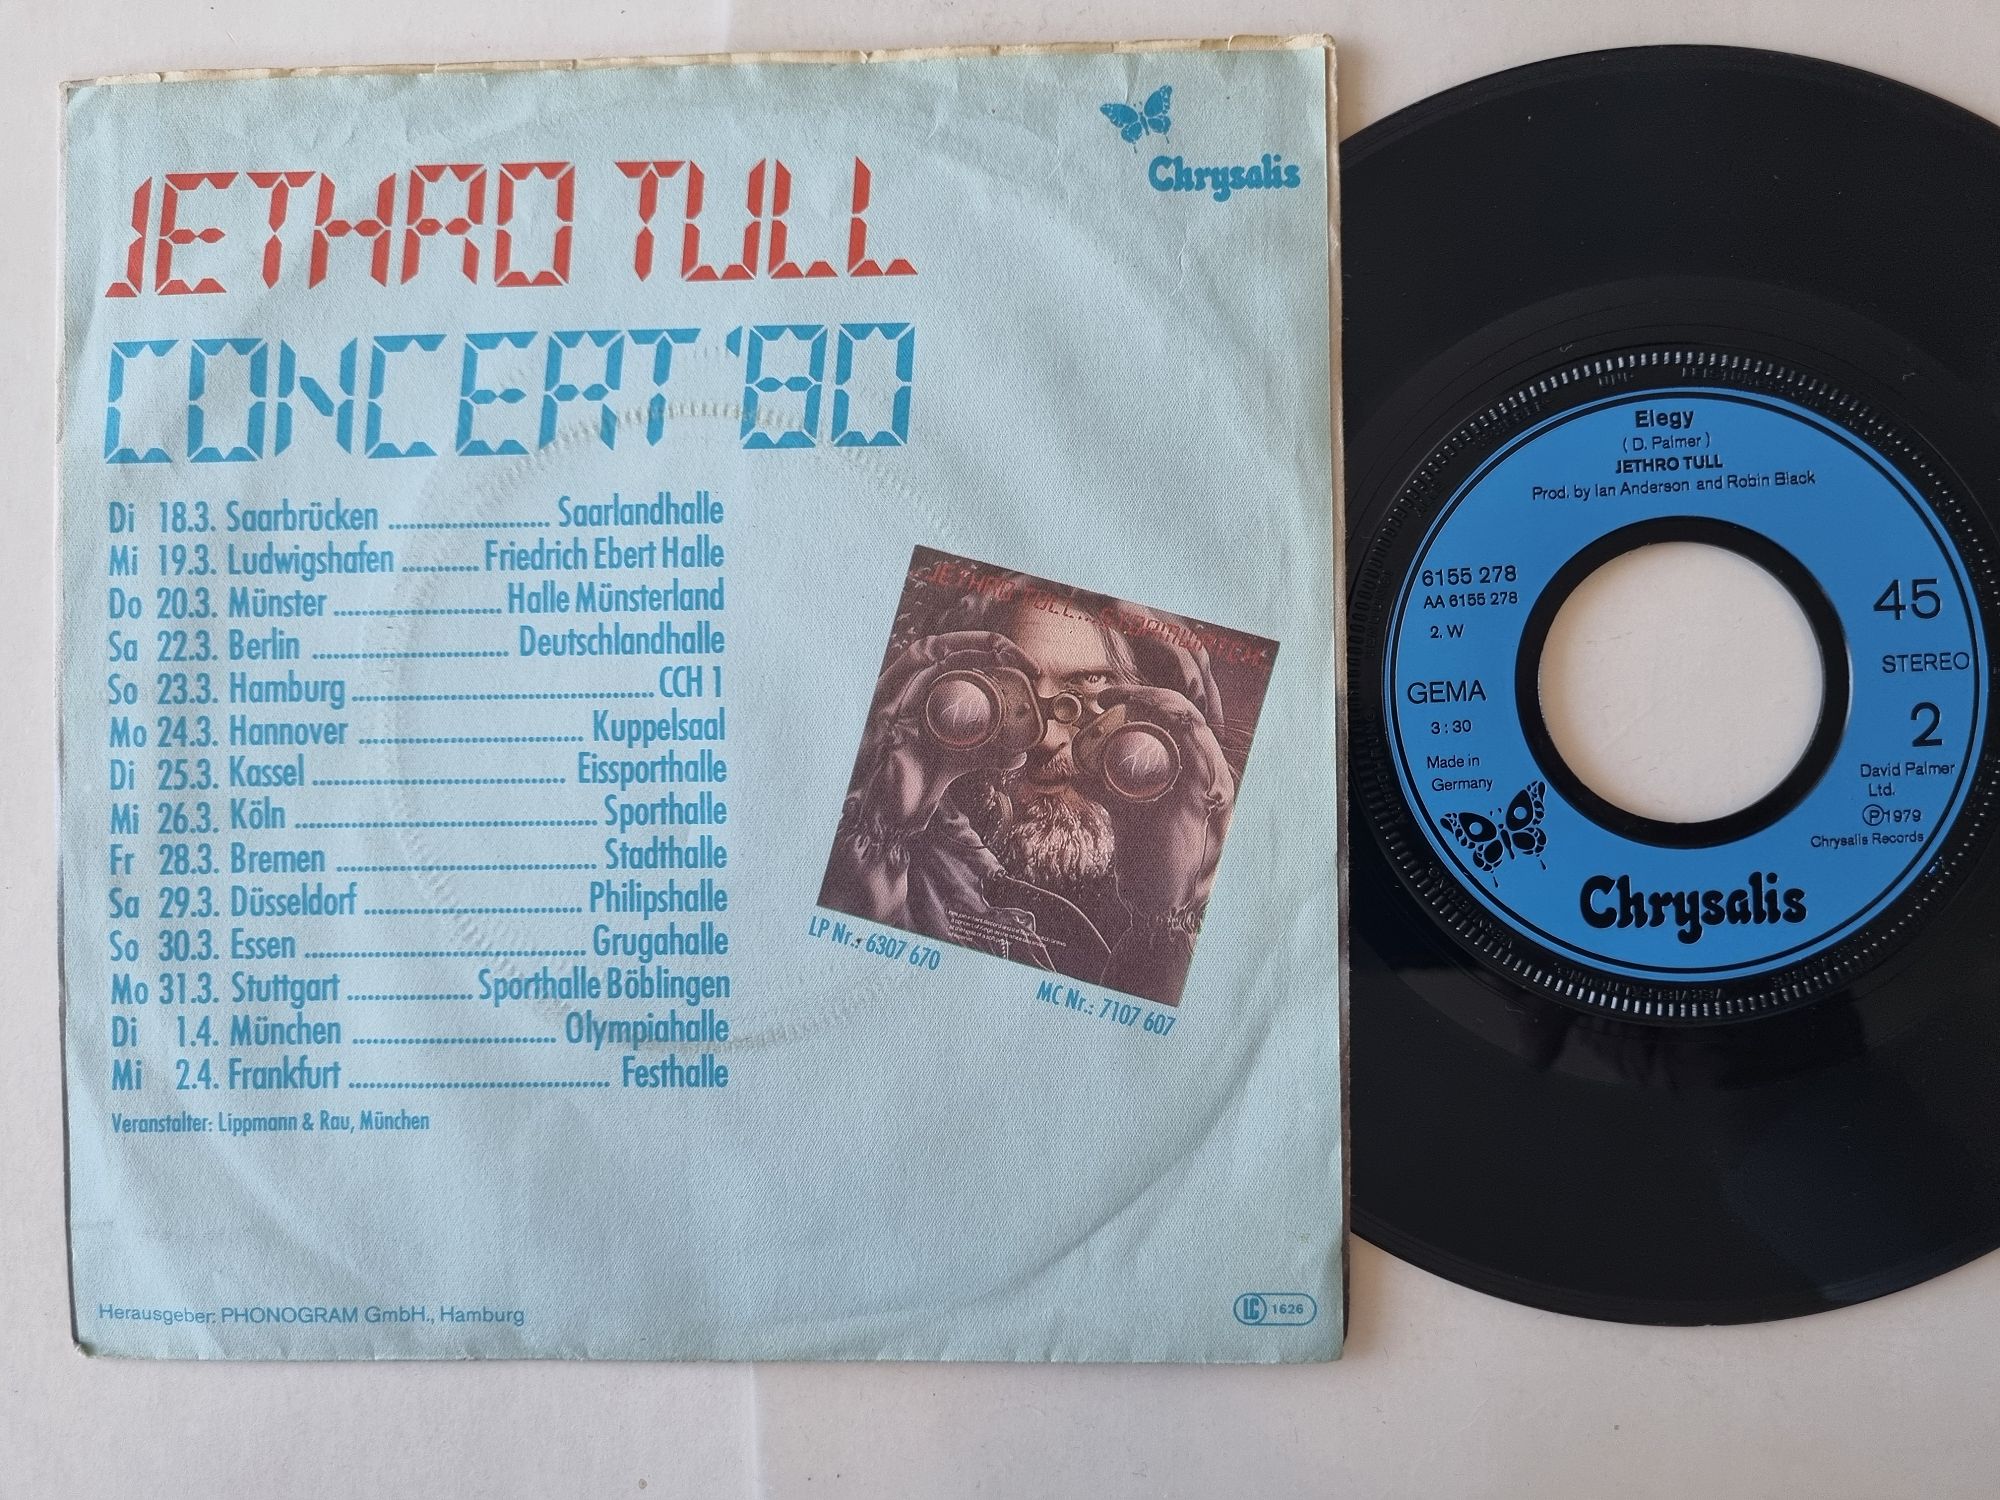 Chrysalis
JETHRO TULL
CONCERT '80
Di 18.3. Saarbrücken ........................ Saarlandhalle
Mi 19.3. Ludwigshafen ........... Friedrich Ebert Halle
Do 20.3. Münster ........................ Halle Münsterland
Sa 22.3. Berlin ............................ Deutschlandhalle
So 23.3. Hamburg ............................................ CCH 1
Mo 24.3. Hannover ................................ Kuppelsaal
Di 25.3. Kassel .................................... Eissporthalle
Mi 26.3. Köln ........................................... Sporthalle
Fr 28.3. Bremen ..................................... Stadthalle
Sa 29.3. Düsseldorf ............................... Philipshalle
So 30.3. Essen ........................................ Grugahalle
Mo 31.3. Stuttgart .................. Sporthalle Böblingen
Di 1.4. München ............................. Olympiahalle
Mi 2.4. Frankfurt ..................................... Festhalle
Veranstalter: Lippmann & Rau, München
JETHRO TULL... STORMWATCH
LP Nr.: 6307 670
MC Nr.: 7107 607
Herausgeber: PHONOGRAM GmbH., Hamburg
LC 1626
Elegy
( D. Palmer )
JETHRO TULL
Prod. by Ian Anderson and Robin Black
6155 278
AA 6155 278
2. W
GEMA
3 : 30
Made in
Germany
45
STEREO
2
David Palmer
Ltd.
Ⓟ1979
Chrysalis Records
Chrysalis